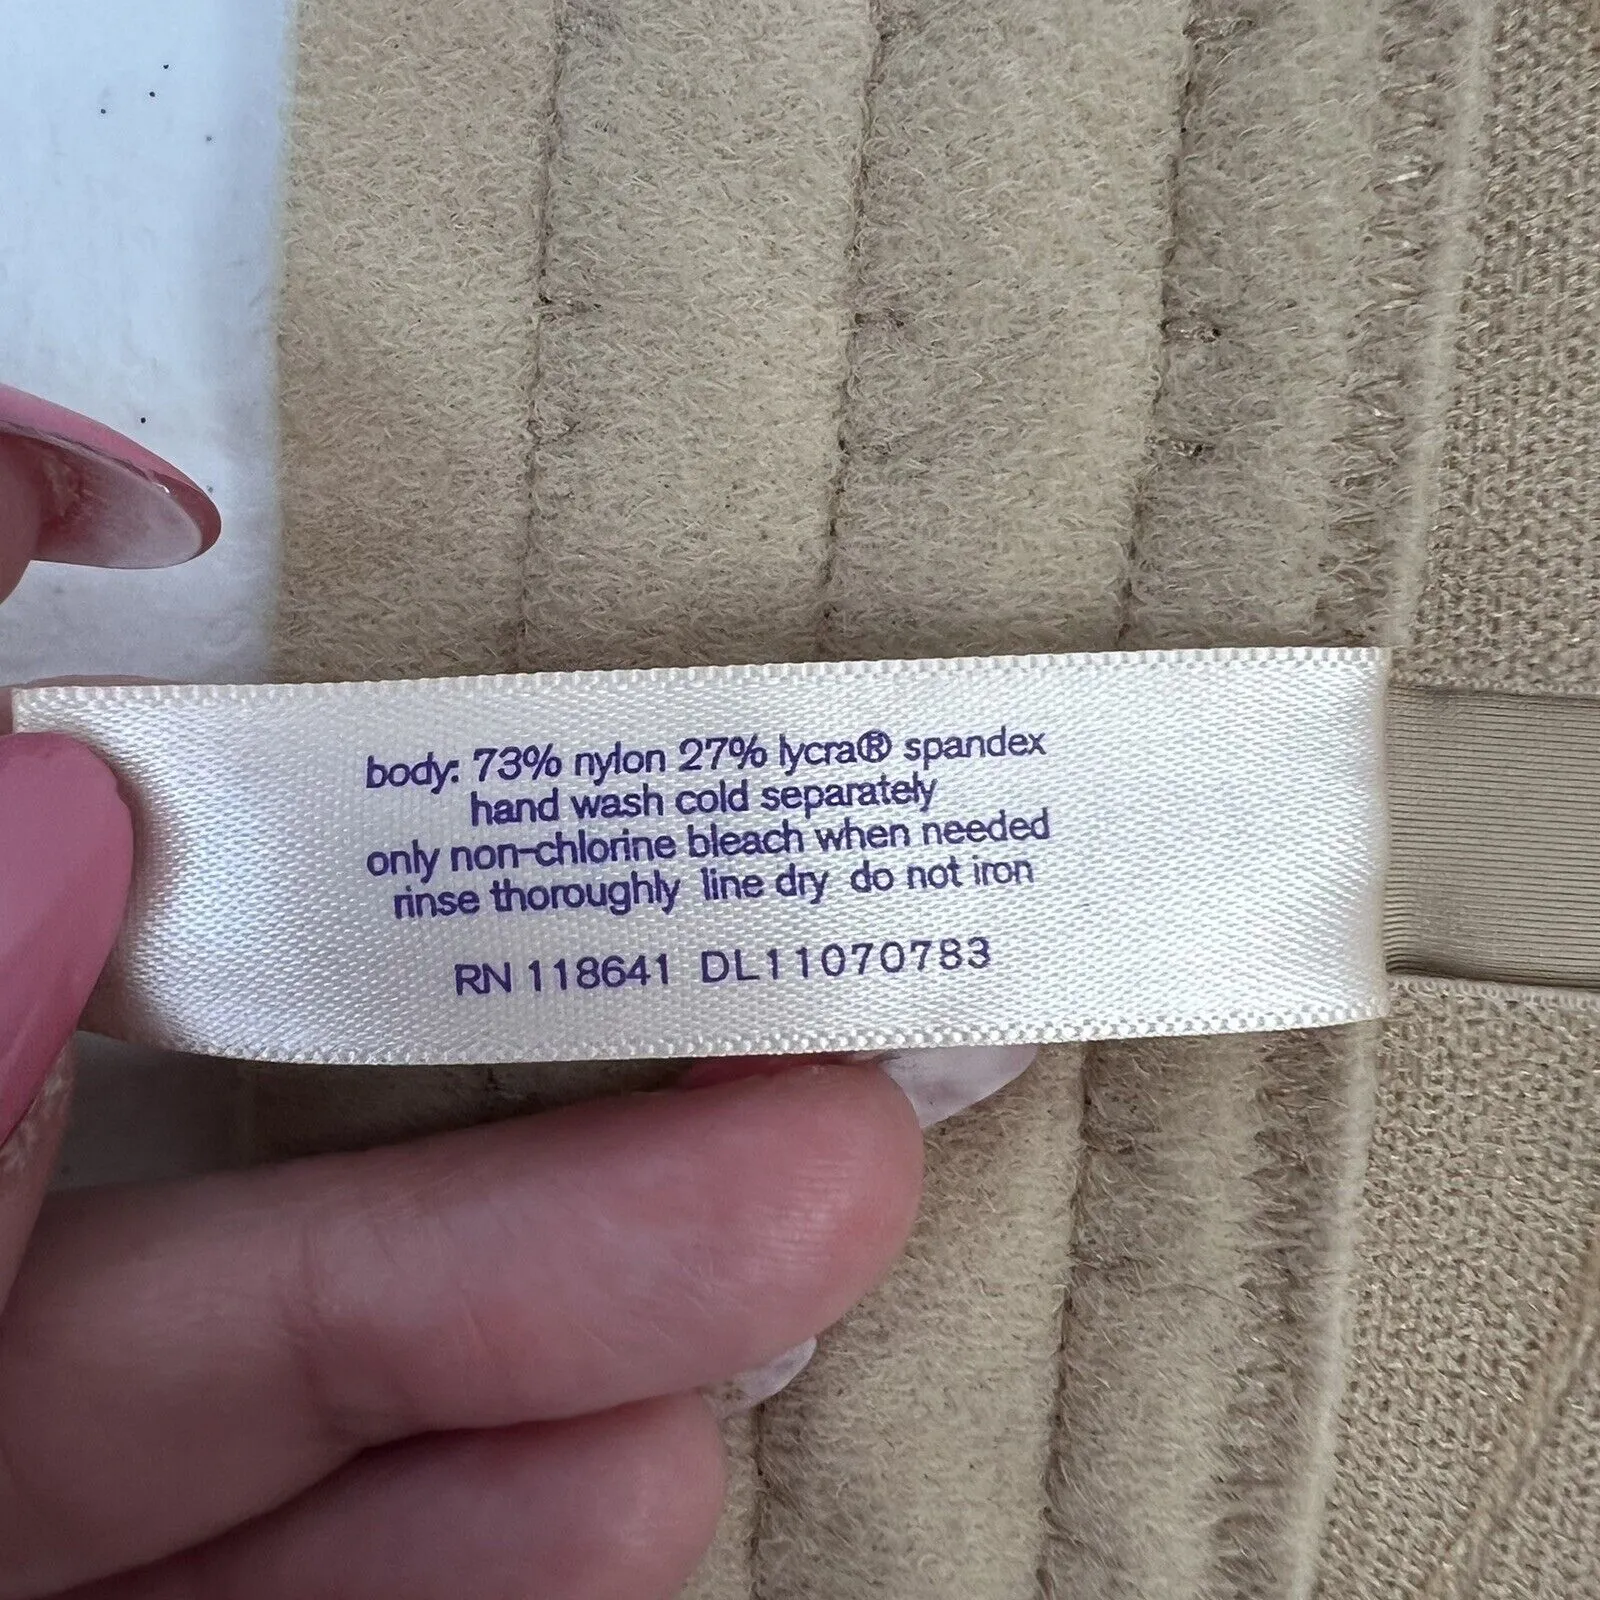 body: 73% nylon 27% lycra® spandex
hand wash cold separately
only non-chlorine bleach when needed
rinse thoroughly line dry do not iron
RN 118641 DL11070783